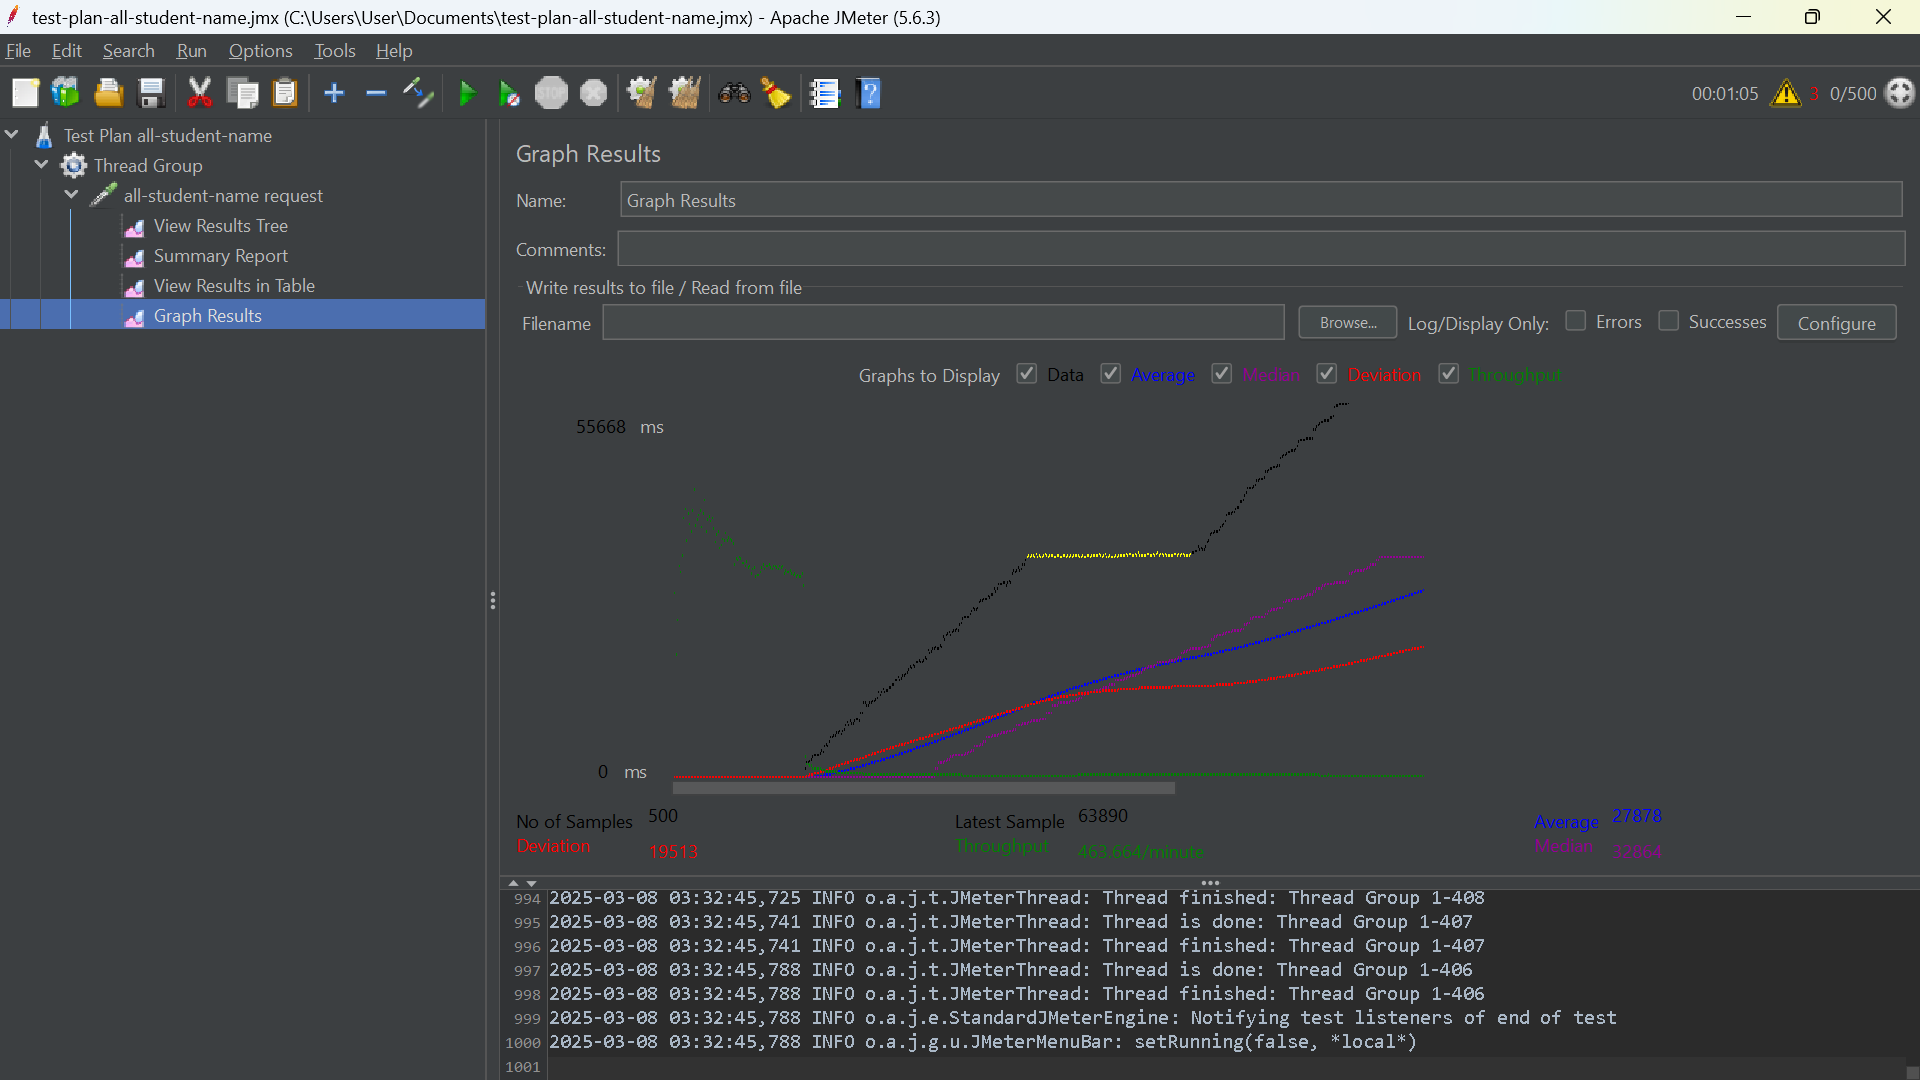 test-plan-all-student-name.jmx (C:\Users\User\Documents\test-plan-all-student-name.jmx) - Apache JMeter (5.6.3)
File Edit Search Run Options Tools Help
STOP
00:01:05 3 0/500
Test Plan all-student-name
Thread Group
all-student-name request
View Results Tree
Summary Report
View Results in Table
Graph Results
Graph Results
Name: Graph Results
Comments:
Write results to file / Read from file
Filename Browse... Log/Display Only: Errors Successes Configure
Graphs to Display Data Average Median Deviation Throughput
55668 ms
0 ms
No of Samples 500 Latest Sample 63890 Average 27878
Deviation 19513 Throughput 463.664/minute Median
994 2025-03-08 03:32:45,725 INFO o.a.j.t.JMeterThread: Thread finished: Thread Group 1-408
995 2025-03-08 03:32:45,741 INFO o.a.j.t.JMeterThread: Thread is done: Thread Group 1-407
996 2025-03-08 03:32:45,741 INFO o.a.j.t.JMeterThread: Thread finished: Thread Group 1-407
997 2025-03-08 03:32:45,788 INFO o.a.j.t.JMeterThread: Thread is done: Thread Group 1-406
998 2025-03-08 03:32:45,788 INFO o.a.j.t.JMeterThread: Thread finished: Thread Group 1-406
999 2025-03-08 03:32:45,788 INFO o.a.j.e.StandardJMeterEngine: Notifying test listeners of end of test
1000 2025-03-08 03:32:45,788 INFO o.a.j.g.u.JMeterMenuBar: setRunning(false, *local*)
1001